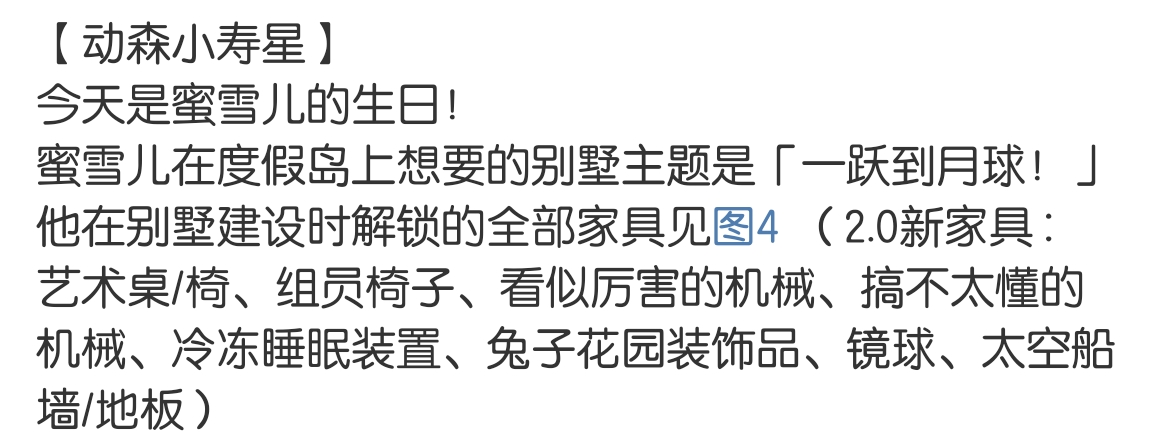 【动森小寿星】
今天是蜜雪儿的生日!
蜜雪儿在度假岛上想要的别墅主题是「一跃到月球!」
他在别墅建设时解锁的全部家具见图4 (2.0新家具:
艺术桌/椅、组员椅子、看似厉害的机械、搞不太懂的
机械、冷冻睡眠装置、兔子花园装饰品、镜球、太空船
墙/地板)